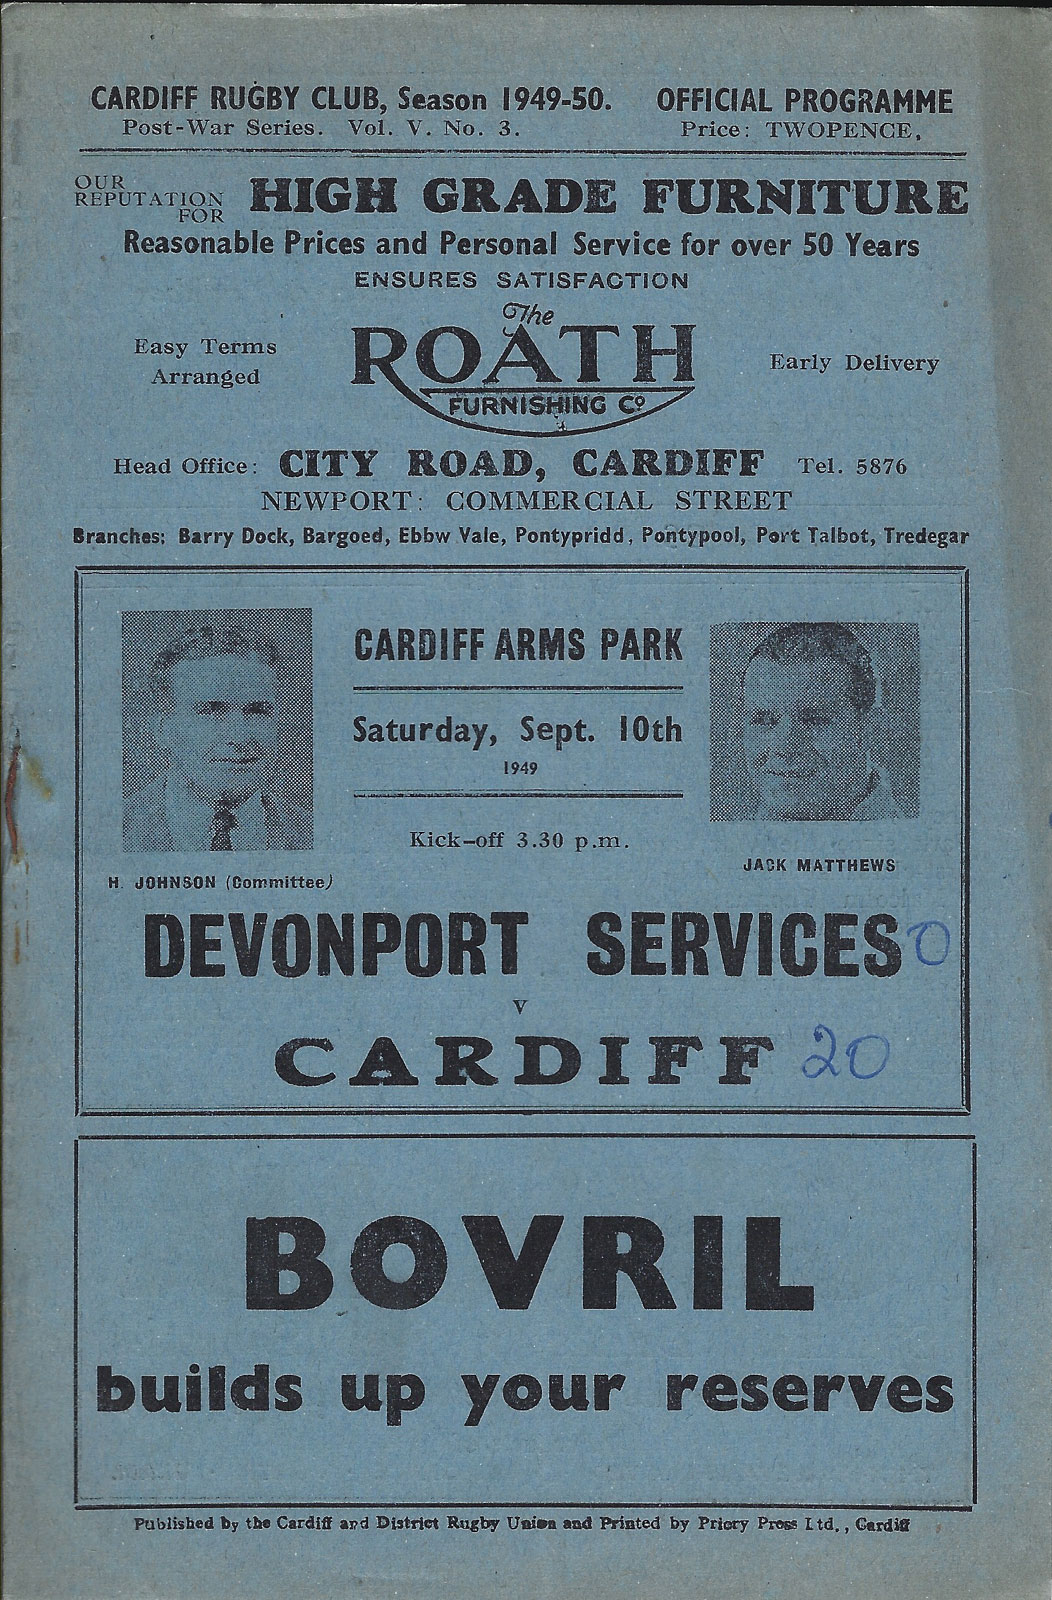 CARDIFF RUGBY CLUB, Season 1949-50. OFFICIAL PROGRAMME
Post-War Series. Vol. V. No. 3. Price: TWOPENCE.
OUR
REPUTATION
FOR
HIGH GRADE FURNITURE
Reasonable Prices and Personal Service for over 50 Years
ENSURES SATISFACTION
Easy Terms
Arranged
The
ROATH
FURNISHING Co
Early Delivery
Head Office: CITY ROAD, CARDIFF Tel. 5876
NEWPORT: COMMERCIAL STREET
Branches: Barry Dock, Bargoed, Ebbw Vale, Pontypridd, Pontypool, Port Talbot, Tredegar
CARDIFF ARMS PARK
Saturday, Sept. 10th
1949
Kick-off 3.30 p.m.
H. JOHNSON (Committee)
JACK MATTHEWS
DEVONPORT SERVICES 0
v
CARDIFF 20
BOVRIL
builds up your reserves
Published by the Cardiff and District Rugby Union and Printed by Priory Press Ltd., Cardiff